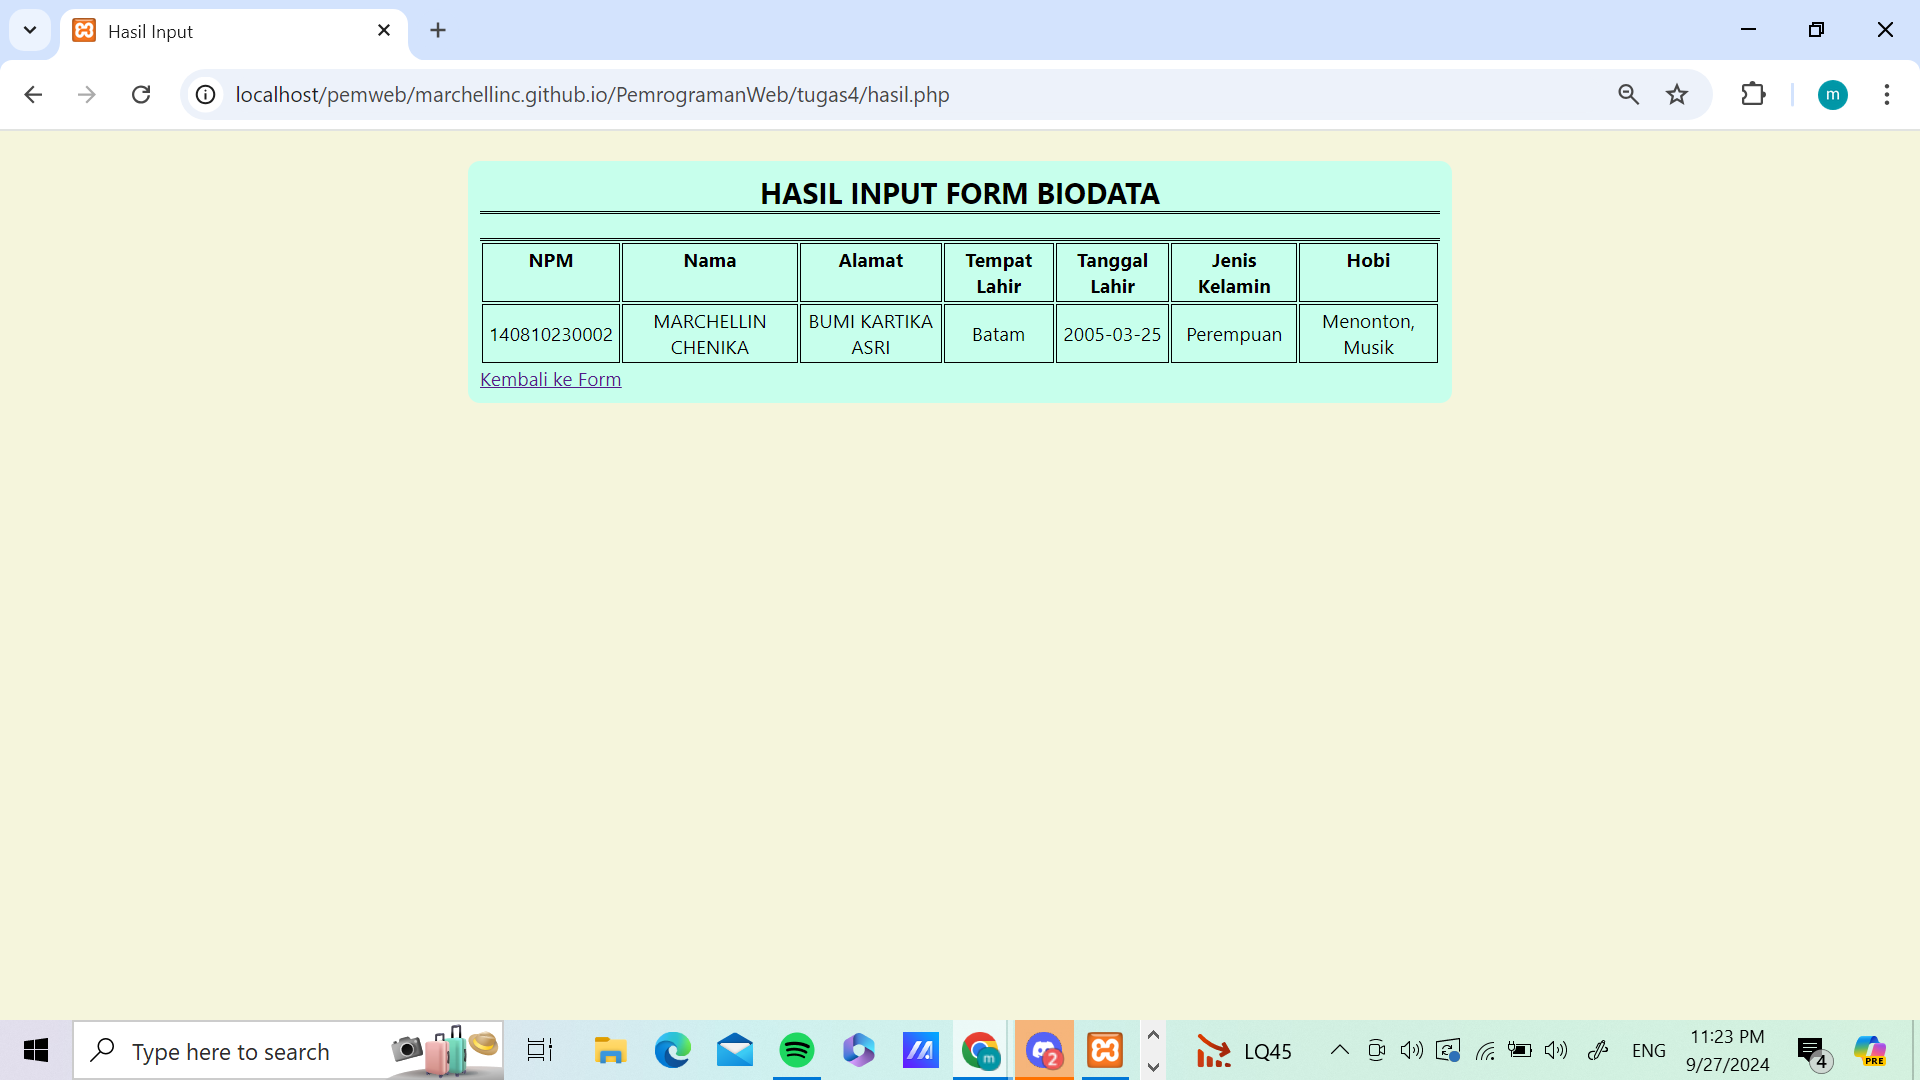 Hasil Input
localhost/pemweb/marchellinc.github.io/PemrogramanWeb/tugas4/hasil.php
m
HASIL INPUT FORM BIODATA
NPM
Nama
Alamat
Tempat
Lahir
Tanggal
Lahir
Jenis
Kelamin
Hobi
140810230002
MARCHELLIN
CHENIKA
BUMI KARTIKA
ASRI
Batam
2005-03-25
Perempuan
Menonton,
Musik
Kembali ke Form
Type here to search
m
2
LQ45
ENG
11:23 PM
9/27/2024
4
PRE